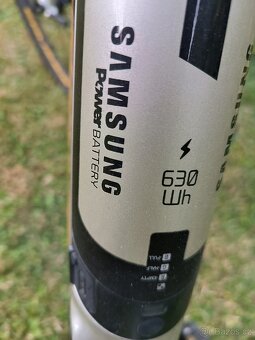 SAMSUNG
POWER BATTERY
630
Wh
FULL
HALF
EMPTY